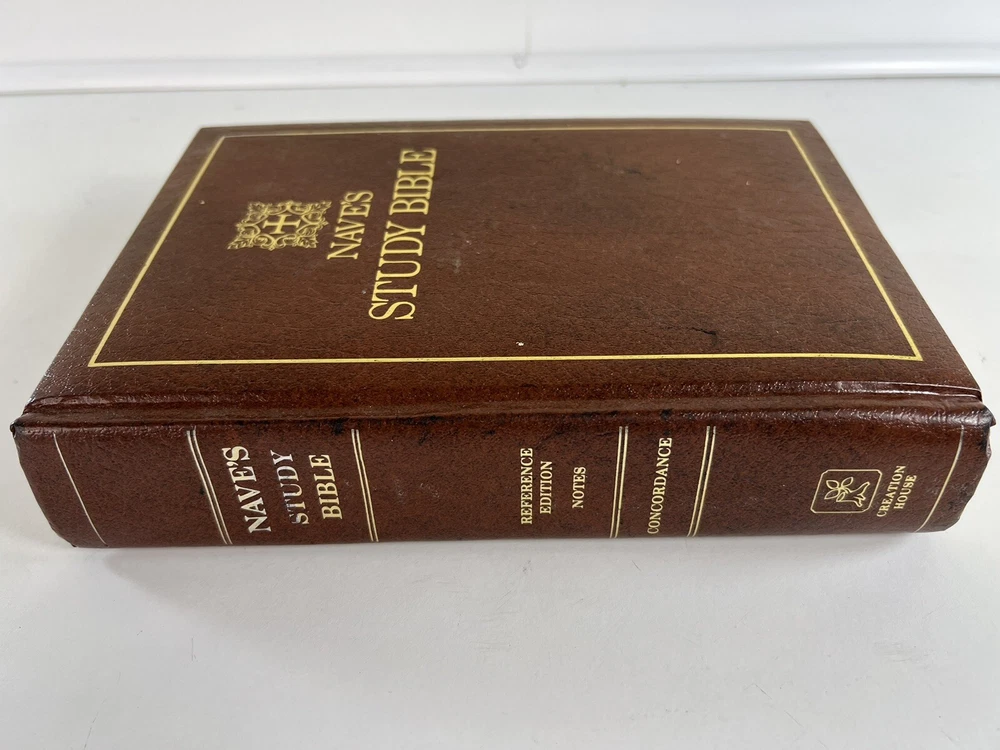 NAVE'S
STUDY BIBLE
NAVE'S
STUDY
BIBLE
REFERENCE
EDITION
NOTES
CONCORDANCE
CREATION
HOUSE